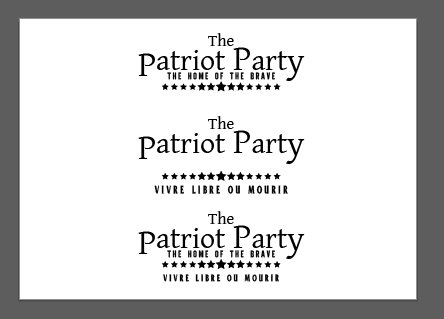 The
Patriot Party
THE HOME OF THE BRAVE
The
Patriot Party
VIVRE LIBRE OU MOURIR
The
Patriot Party
THE HOME OF THE BRAVE
VIVRE LIBRE OU MOURIR